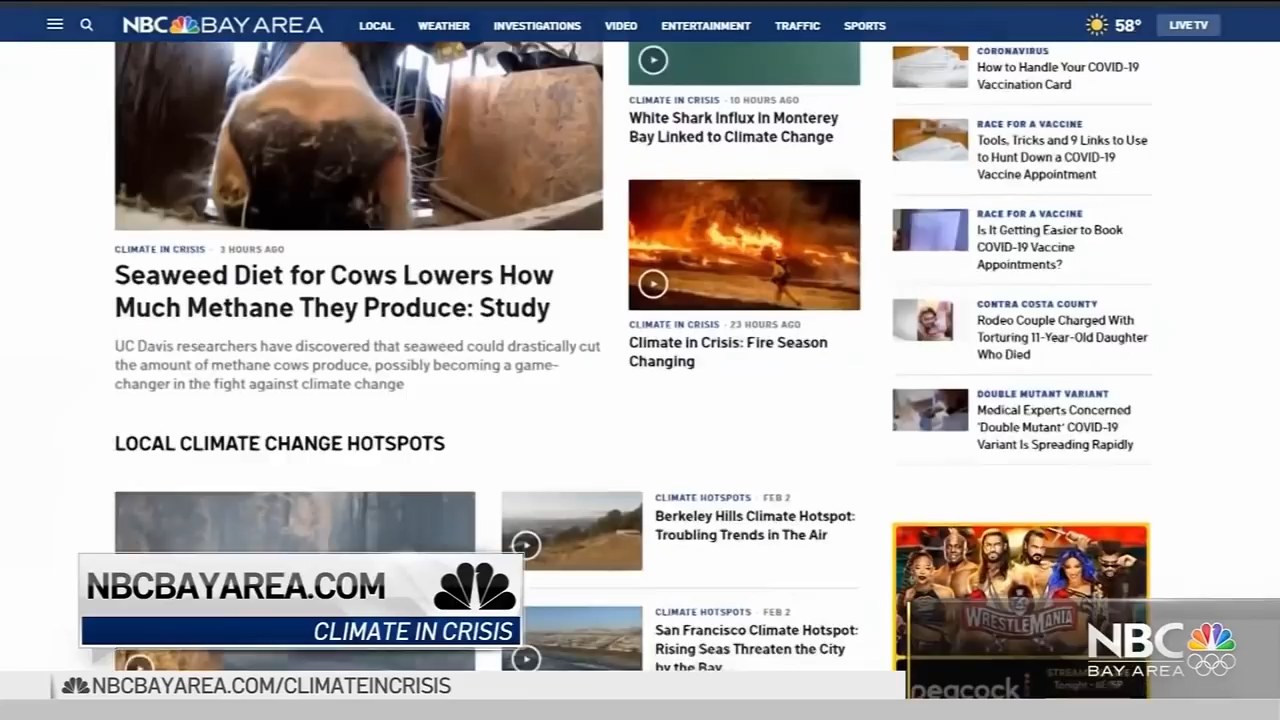 NBC BAY AREA
LOCAL
WEATHER
INVESTIGATIONS
VIDEO
ENTERTAINMENT
TRAFFIC
SPORTS
58°
LIVE TV
CLIMATE IN CRISIS · 3 HOURS AGO
Seaweed Diet for Cows Lowers How
Much Methane They Produce: Study
UC Davis researchers have discovered that seaweed could drastically cut
the amount of methane cows produce, possibly becoming a game-
changer in the fight against climate change
CLIMATE IN CRISIS · 10 HOURS AGO
White Shark Influx in Monterey
Bay Linked to Climate Change
CLIMATE IN CRISIS · 23 HOURS AGO
Climate in Crisis: Fire Season
Changing
CORONAVIRUS
How to Handle Your COVID-19
Vaccination Card
RACE FOR A VACCINE
Tools, Tricks and 9 Links to Use
to Hunt Down a COVID-19
Vaccine Appointment
RACE FOR A VACCINE
Is It Getting Easier to Book
COVID-19 Vaccine
Appointments?
CONTRA COSTA COUNTY
Rodeo Couple Charged With
Torturing 11-Year-Old Daughter
Who Died
DOUBLE MUTANT VARIANT
Medical Experts Concerned
'Double Mutant' COVID-19
Variant Is Spreading Rapidly
LOCAL CLIMATE CHANGE HOTSPOTS
CLIMATE HOTSPOTS · FEB 2
Berkeley Hills Climate Hotspot:
Troubling Trends in The Air
CLIMATE HOTSPOTS · FEB 2
San Francisco Climate Hotspot:
Rising Seas Threaten the City
by the Bay
WRESTLEMANIA
peacock
NBCBAYAREA.COM
CLIMATE IN CRISIS
NBCBAYAREA.COM/CLIMATEINCRISIS
NBC
BAY AREA